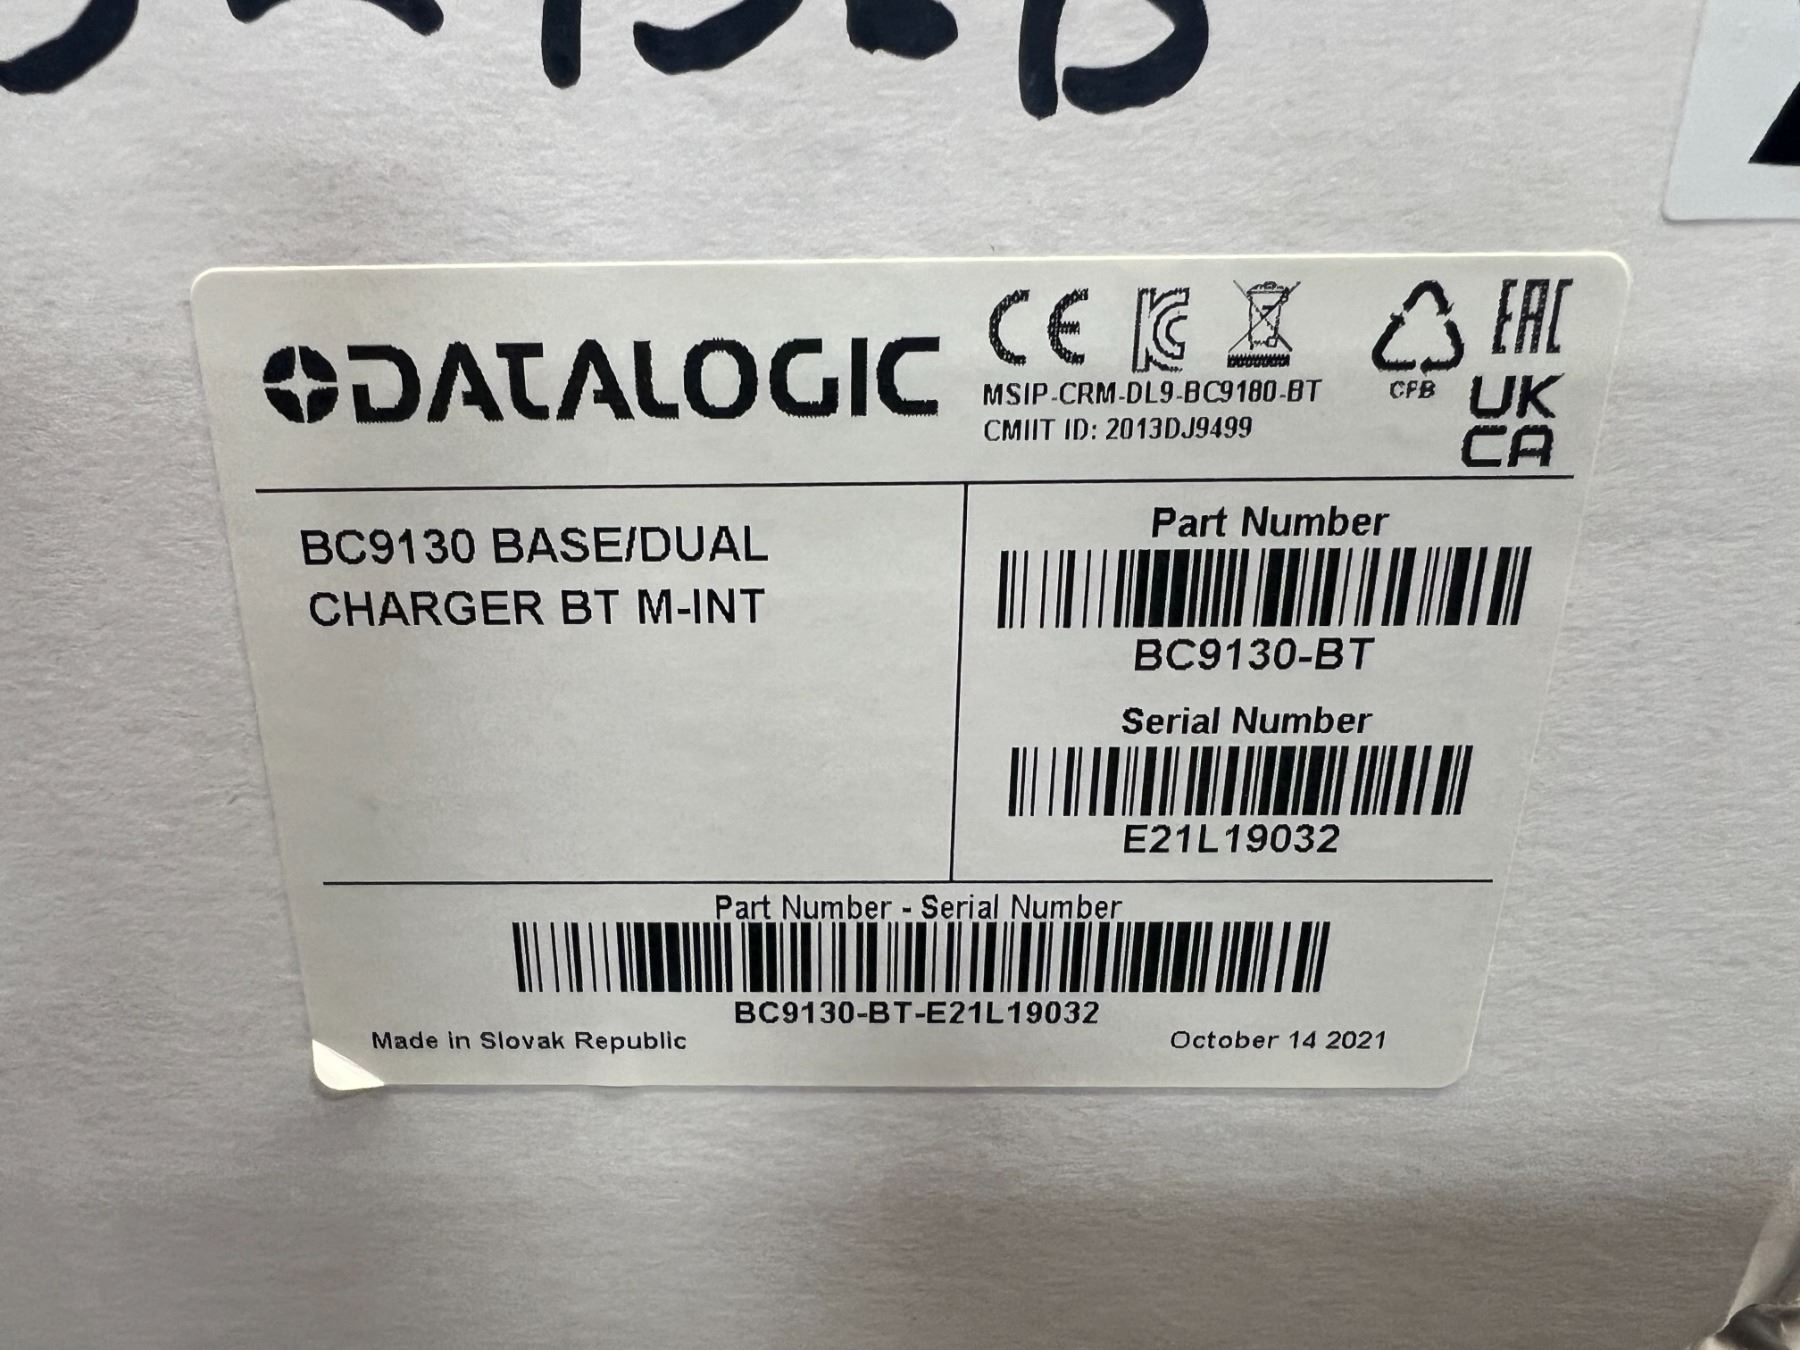 DATALOGIC
CE
MSIP-CRM-DL9-BC9180-BT
CMIIT ID: 2013DJ9499
CFB
EAC
UK
CA
BC9130 BASE/DUAL
CHARGER BT M-INT
Part Number
BC9130-BT
Serial Number
E21L19032
Part Number - Serial Number
BC9130-BT-E21L19032
Made in Slovak Republic
October 14 2021